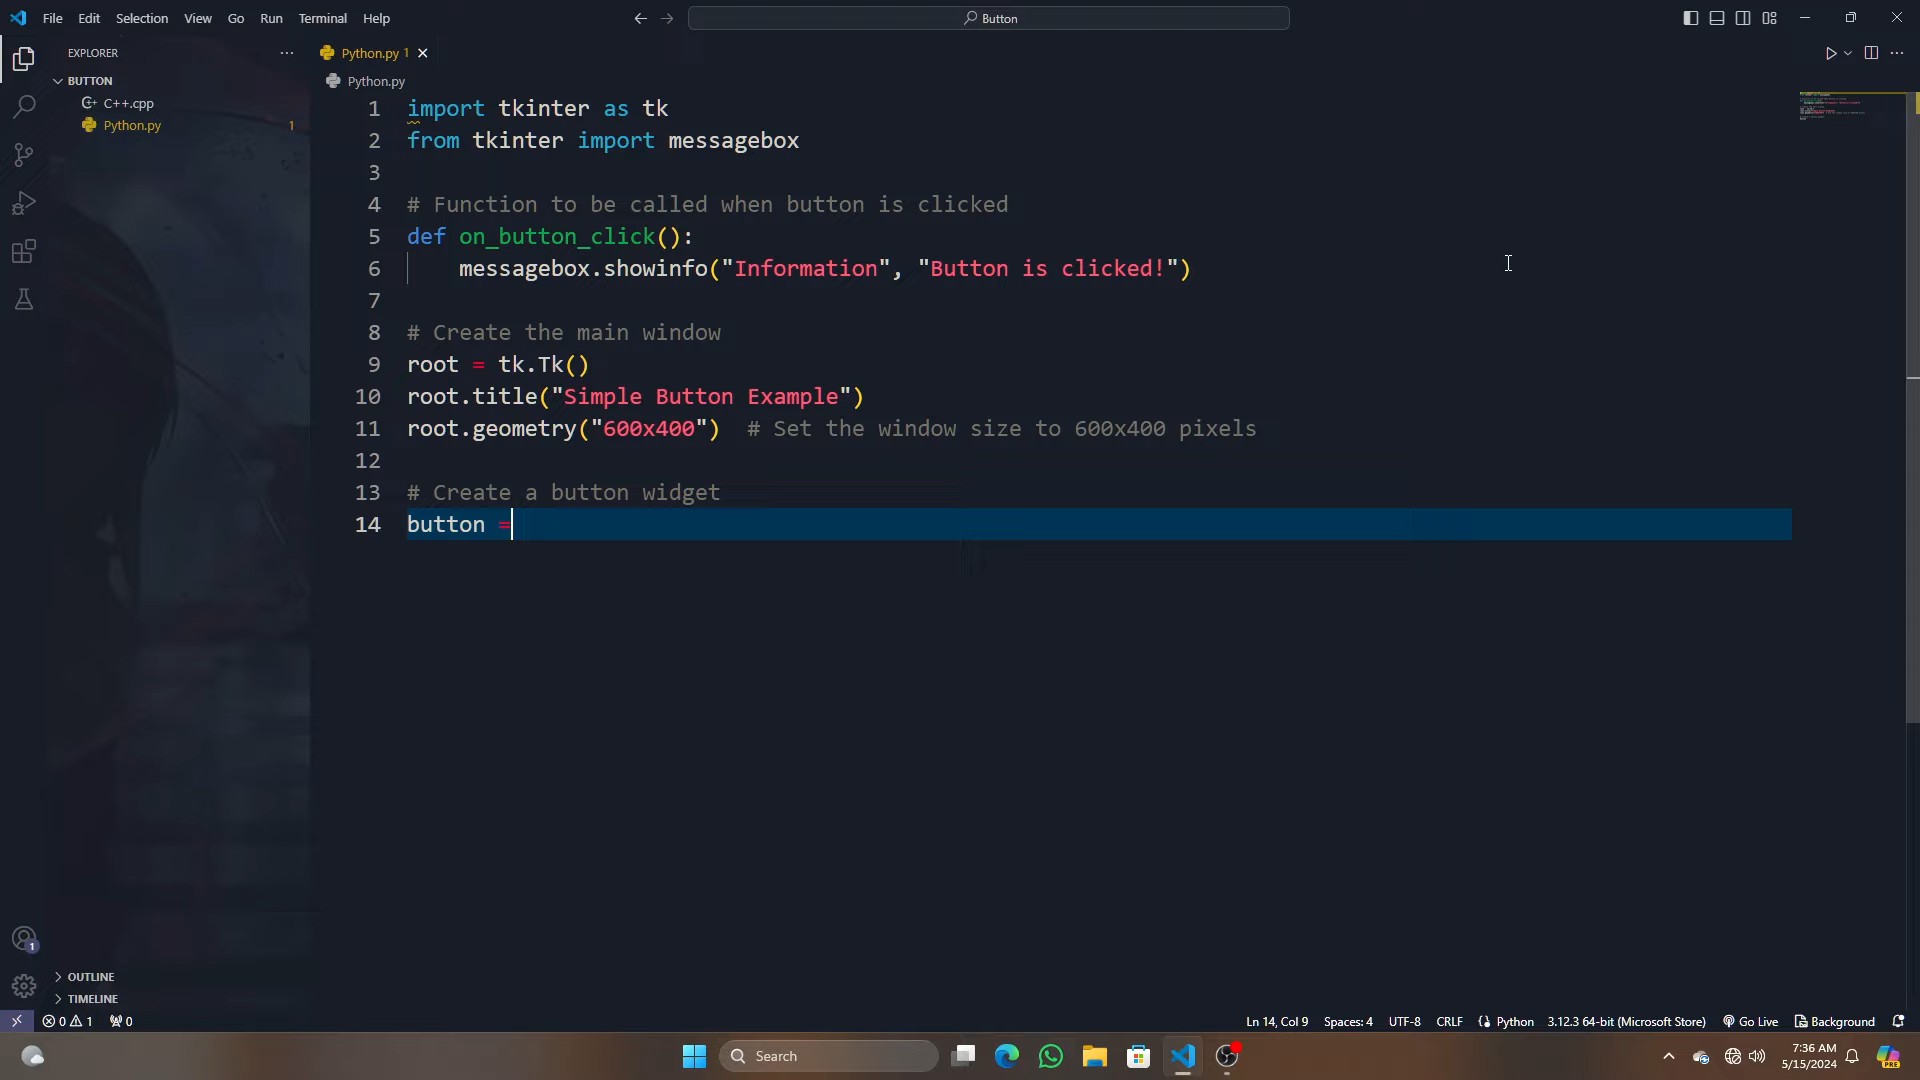 File Edit Selection View Go Run Terminal Help
Button
EXPLORER
Python.py 1
BUTTON
C++.cpp
Python.py 1
Python.py
1 import tkinter as tk
2 from tkinter import messagebox
3
4 # Function to be called when button is clicked
5 def on_button_click():
6 messagebox.showinfo("Information", "Button is clicked!")
7
8 # Create the main window
9 root = tk.Tk()
10 root.title("Simple Button Example")
11 root.geometry("600x400")  # Set the window size to 600x400 pixels
12
13 # Create a button widget
14 button =
1
OUTLINE
TIMELINE
0 1 0 Ln 14, Col 9 Spaces: 4 UTF-8 CRLF Python 3.12.3 64-bit (Microsoft Store) Go Live Background
Search
7:36 AM
5/15/2024
PRE